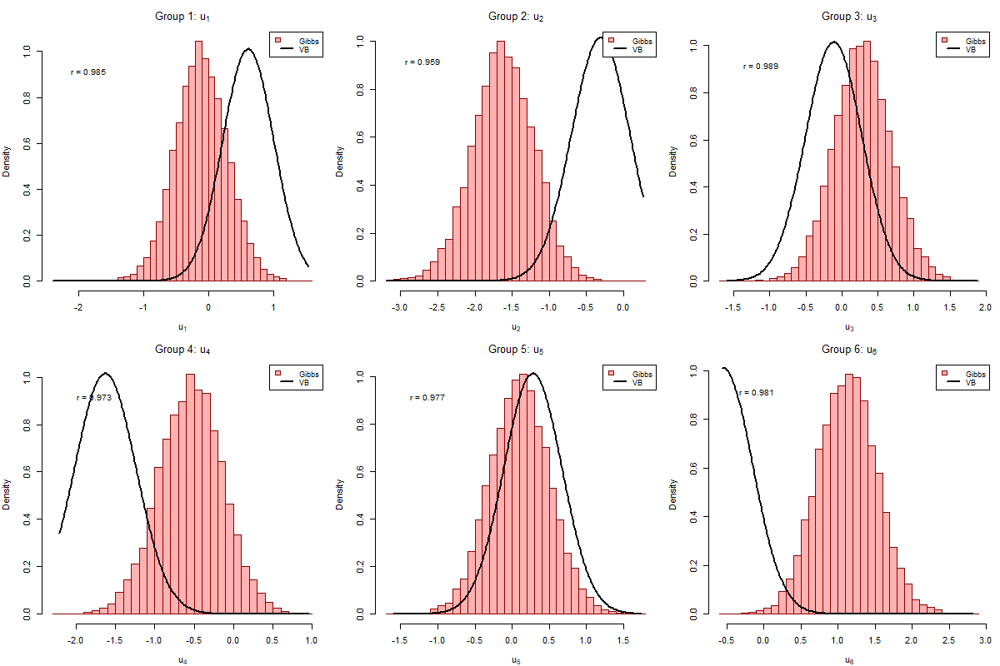 Group 1: u1
Density
0.0 0.2 0.4 0.6 0.8 1.0
r = 0.985
Gibbs
VB
-2 -1 0 1
u1
Group 2: u2
Density
0.0 0.2 0.4 0.6 0.8 1.0
r = 0.959
Gibbs
VB
-3.0 -2.5 -2.0 -1.5 -1.0 -0.5 0.0
u2
Group 3: u3
Density
0.0 0.2 0.4 0.6 0.8 1.0
r = 0.989
Gibbs
VB
-1.5 -1.0 -0.5 0.0 0.5 1.0 1.5 2.0
u3
Group 4: u4
Density
0.0 0.2 0.4 0.6 0.8 1.0
r = 0.973
Gibbs
VB
-2.0 -1.5 -1.0 -0.5 0.0 0.5 1.0
u4
Group 5: u5
Density
0.0 0.2 0.4 0.6 0.8 1.0
r = 0.977
Gibbs
VB
-1.5 -1.0 -0.5 0.0 0.5 1.0 1.5
u5
Group 6: u6
Density
0.0 0.2 0.4 0.6 0.8 1.0
r = 0.981
Gibbs
VB
-0.5 0.0 0.5 1.0 1.5 2.0 2.5 3.0
u6